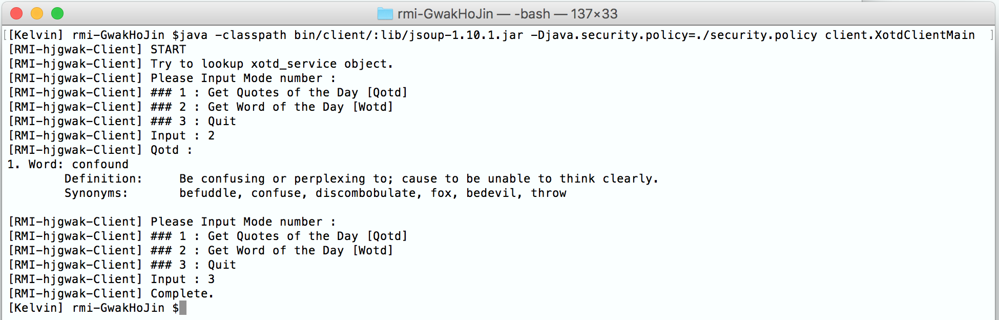 rmi-GwakHoJin — -bash — 137×33
[[Kelvin] rmi-GwakHoJin $java -classpath bin/client/:lib/jsoup-1.10.1.jar -Djava.security.policy=./security.policy client.XotdClientMain ]
[RMI-hjgwak-Client] START
[RMI-hjgwak-Client] Try to lookup xotd_service object.
[RMI-hjgwak-Client] Please Input Mode number :
[RMI-hjgwak-Client] ### 1 : Get Quotes of the Day [Qotd]
[RMI-hjgwak-Client] ### 2 : Get Word of the Day [Wotd]
[RMI-hjgwak-Client] ### 3 : Quit
[RMI-hjgwak-Client] Input : 2
[RMI-hjgwak-Client] Qotd :
1. Word: confound
Definition: Be confusing or perplexing to; cause to be unable to think clearly.
Synonyms: befuddle, confuse, discombobulate, fox, bedevil, throw
[RMI-hjgwak-Client] Please Input Mode number :
[RMI-hjgwak-Client] ### 1 : Get Quotes of the Day [Qotd]
[RMI-hjgwak-Client] ### 2 : Get Word of the Day [Wotd]
[RMI-hjgwak-Client] ### 3 : Quit
[RMI-hjgwak-Client] Input : 3
[RMI-hjgwak-Client] Complete.
[Kelvin] rmi-GwakHoJin $